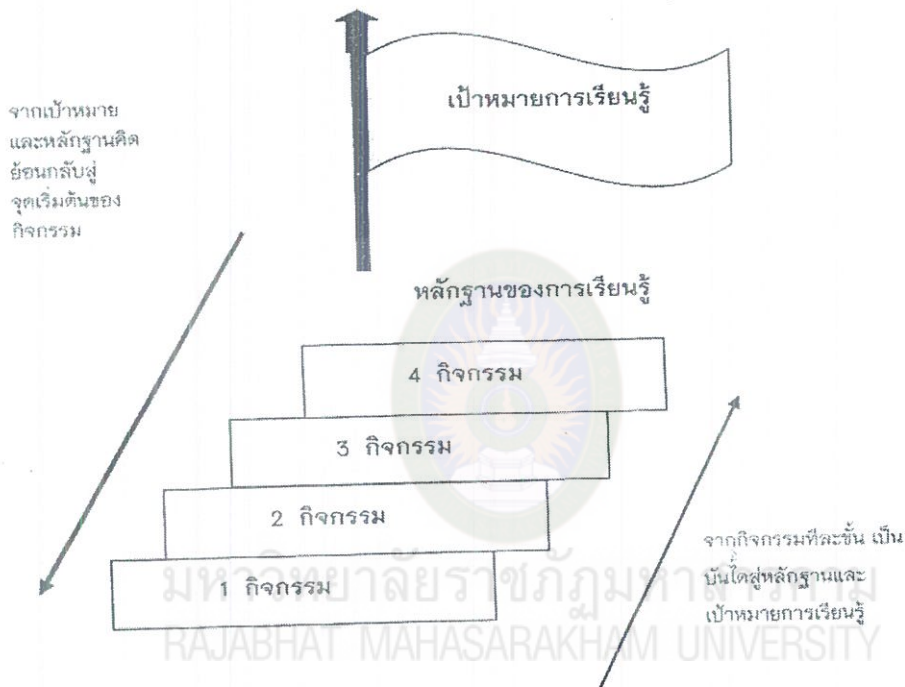 เป้าหมายการเรียนรู้
จากเป้าหมาย
และหลักฐานคิด
ย้อนกลับสู่
จุดเริ่มต้นของ
กิจกรรม
หลักฐานของการเรียนรู้
4 กิจกรรม
3 กิจกรรม
2 กิจกรรม
1 กิจกรรม
จากกิจกรรมทีละขั้น เป็น
บันไดสู่หลักฐานและ
เป้าหมายการเรียนรู้
มหาวิทยาลัยราชภัฏมหาสารคาม
RAJABHAT MAHASARAKHAM UNIVERSITY